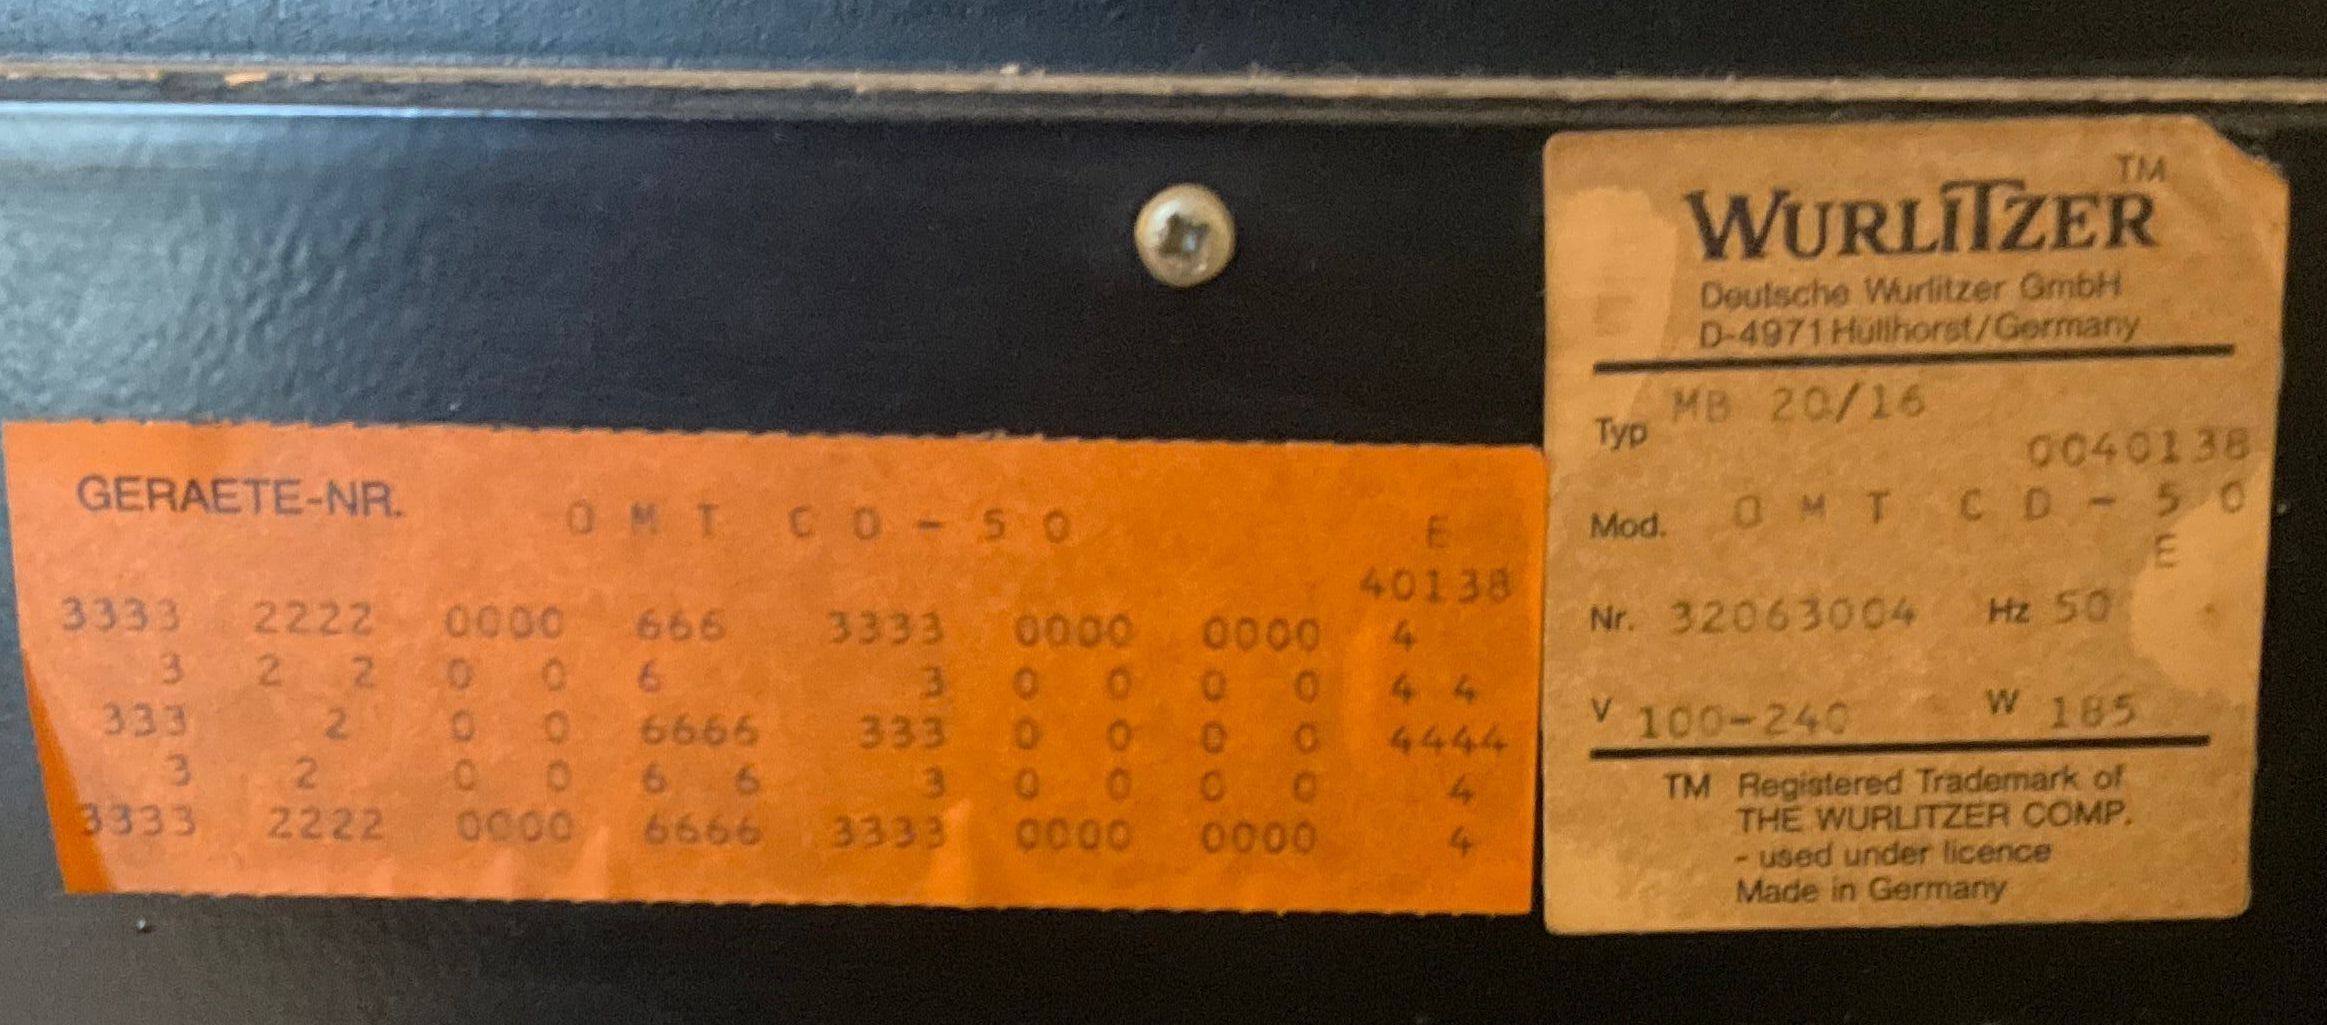 GERAETE-NR.
O M T C D - 5 0 E
40138
3333 2222 0000 666 3333 0000 0000 4
3 2 2 0 0 6 3 0 0 0 0 4 4
333 2 0 0 6666 333 0 0 0 0 4444
3 2 0 0 6 6 3 0 0 0 0 4
3333 2222 0000 6666 3333 0000 0000 4
WURLITZER TM
Deutsche Wurlitzer GmbH
D-4971 Hüllhorst/Germany
Typ MB 20/16
0040138
Mod. O M T C D - 5 0
E
Nr. 32063004 Hz 50
V 100-240 W 185
TM Registered Trademark of
THE WURLITZER COMP.
- used under licence
Made in Germany